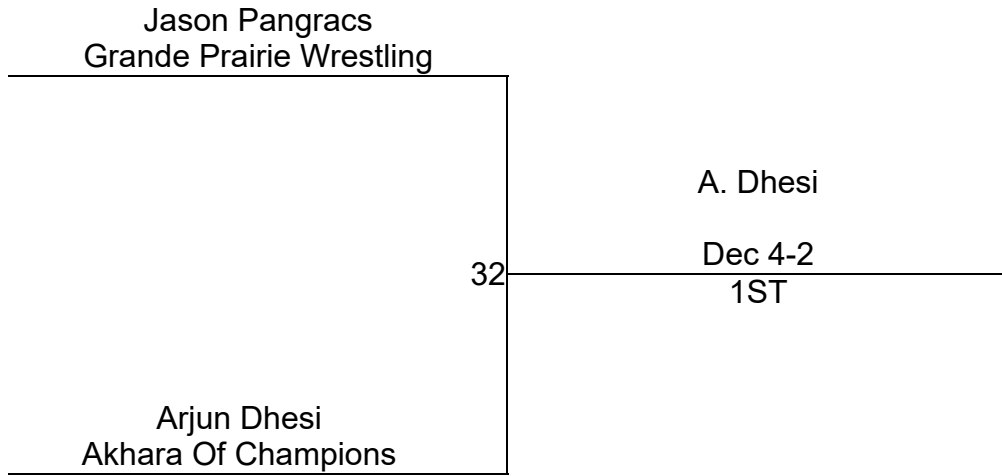 Jason Pangracs
Grande Prairie Wrestling
A. Dhesi
Dec 4-2
32
1ST
Arjun Dhesi
Akhara Of Champions